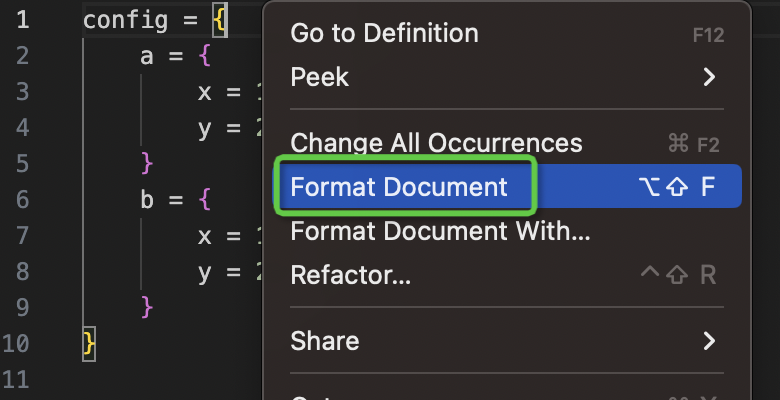 1 config = {
2 a = {
3 x = 1
4 y = 2
5 }
6 b = {
7 x = 1
8 y = 2
9 }
10 }
11
Go to Definition F12
Peek >
Change All Occurrences ⌘ F2
Format Document ⌥⇧ F
Format Document With...
Refactor... ^⇧ R
Share >